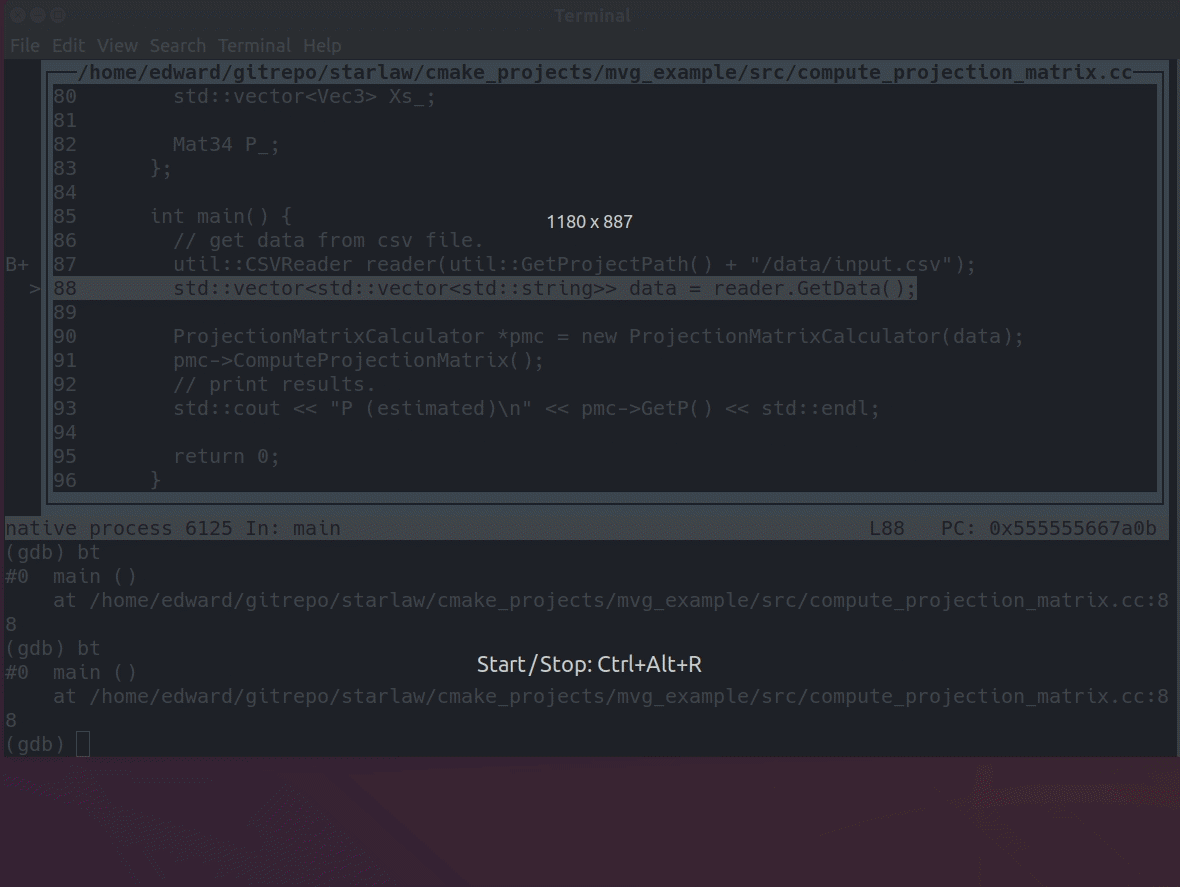 Terminal
File Edit View Search Terminal Help
/home/edward/gitrepo/starlaw/cmake_projects/mvg_example/src/compute_projection_matrix.cc
80        std::vector<Vec3> Xs_;
81
82        Mat34 P_;
83      };
84
85      int main() {
1180 x 887
86        // get data from csv file.
B+ 87        util::CSVReader reader(util::GetProjectPath() + "/data/input.csv");
> 88        std::vector<std::vector<std::string>> data = reader.GetData();
89
90        ProjectionMatrixCalculator *pmc = new ProjectionMatrixCalculator(data);
91        pmc->ComputeProjectionMatrix();
92        // print results.
93        std::cout << "P (estimated)\n" << pmc->GetP() << std::endl;
94
95        return 0;
96      }
native process 6125 In: main L88 PC: 0x555555667a0b
(gdb) bt
#0  main ()
    at /home/edward/gitrepo/starlaw/cmake_projects/mvg_example/src/compute_projection_matrix.cc:8
8
(gdb) bt
#0  main ()
Start/Stop: Ctrl+Alt+R
    at /home/edward/gitrepo/starlaw/cmake_projects/mvg_example/src/compute_projection_matrix.cc:8
8
(gdb)